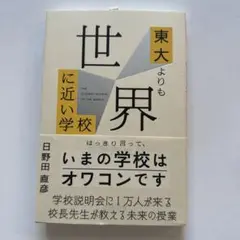 東大よりも
世界
に近い学校
日野田直彦
はっきり言って、
いまの学校は
オワコンです
学校説明会に1万人が来る
校長先生が教える未来の授業